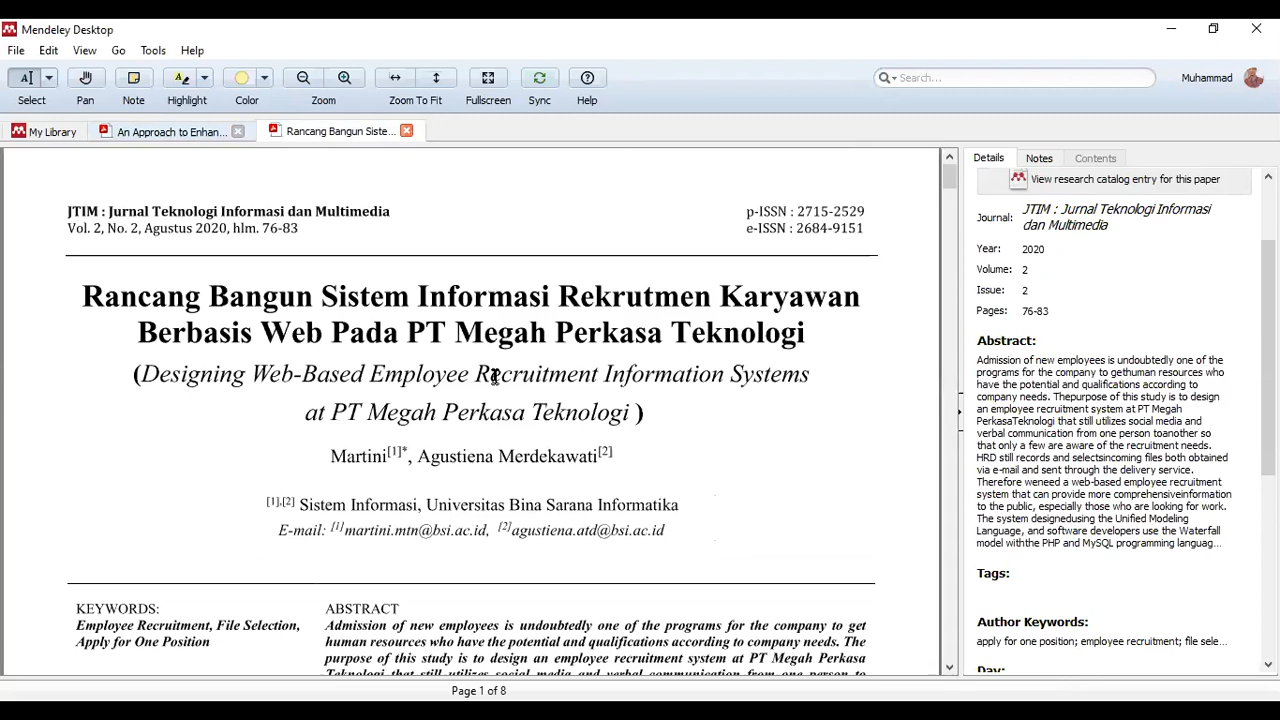 Mendeley Desktop
File Edit View Go Tools Help
Select Pan Note Highlight Color Zoom Zoom To Fit Fullscreen Sync Help
Search...
Muhammad
My Library An Approach to Enhan... Rancang Bangun Siste...
JTIM : Jurnal Teknologi Informasi dan Multimedia p-ISSN : 2715-2529
Vol. 2, No. 2, Agustus 2020, hlm. 76-83 e-ISSN : 2684-9151
Rancang Bangun Sistem Informasi Rekrutmen Karyawan
Berbasis Web Pada PT Megah Perkasa Teknologi
(Designing Web-Based Employee Recruitment Information Systems
at PT Megah Perkasa Teknologi )
Martini[1]*, Agustiena Merdekawati[2]
[1],[2] Sistem Informasi, Universitas Bina Sarana Informatika
E-mail: [1]martini.mtn@bsi.ac.id, [2]agustiena.atd@bsi.ac.id
KEYWORDS:
Employee Recruitment, File Selection,
Apply for One Position
ABSTRACT
Admission of new employees is undoubtedly one of the programs for the company to get
human resources who have the potential and qualifications according to company needs. The
purpose of this study is to design an employee recruitment system at PT Megah Perkasa
Teknologi that still utilizes social media and verbal communication from one person to
Page 1 of 8
Details Notes Contents
View research catalog entry for this paper
Journal: JTIM : Jurnal Teknologi Informasi
dan Multimedia
Year: 2020
Volume: 2
Issue: 2
Pages: 76-83
Abstract:
Admission of new employees is undoubtedly one of the
programs for the company to gethuman resources who
have the potential and qualifications according to
company needs. Thepurpose of this study is to design
an employee recruitment system at PT Megah
PerkasaTeknologi that still utilizes social media and
verbal communication from one person toanother so
that only a few are aware of the recruitment needs.
HRD still records and selectsincoming files both obtained
via e-mail and sent through the delivery service.
Therefore weneed a web-based employee recruitment
system that can provide more comprehensiveinformation
to the public, especially those who are looking for work.
The system designedusing the Unified Modeling
Language, and software developers use the Waterfall
model withthe PHP and MySQL programming languag...
Tags:
Author Keywords:
apply for one position; employee recruitment; file sele...
Day: